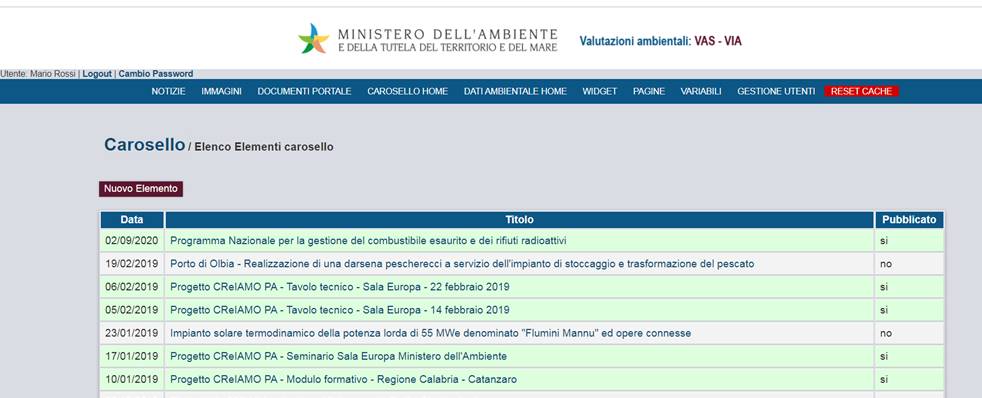 MINISTERO DELL'AMBIENTE
E DELLA TUTELA DEL TERRITORIO E DEL MARE
Valutazioni ambientali: VAS - VIA
Utente: Mario Rossi | Logout | Cambio Password
NOTIZIE IMMAGINI DOCUMENTI PORTALE CAROSELLO HOME DATI AMBIENTALE HOME WIDGET PAGINE VARIABILI GESTIONE UTENTI RESET CACHE
Carosello / Elenco Elementi carosello
Nuovo Elemento
Data Titolo Pubblicato
02/09/2020 Programma Nazionale per la gestione del combustibile esaurito e dei rifiuti radioattivi si
19/02/2019 Porto di Olbia - Realizzazione di una darsena pescherecci a servizio dell'impianto di stoccaggio e trasformazione del pescato no
06/02/2019 Progetto CReIAMO PA - Tavolo tecnico - Sala Europa - 22 febbraio 2019 si
05/02/2019 Progetto CReIAMO PA - Tavolo tecnico - Sala Europa - 14 febbraio 2019 si
23/01/2019 Impianto solare termodinamico della potenza lorda di 55 MWe denominato "Flumini Mannu" ed opere connesse no
17/01/2019 Progetto CReIAMO PA - Seminario Sala Europa Ministero dell'Ambiente si
10/01/2019 Progetto CReIAMO PA - Modulo formativo - Regione Calabria - Catanzaro si